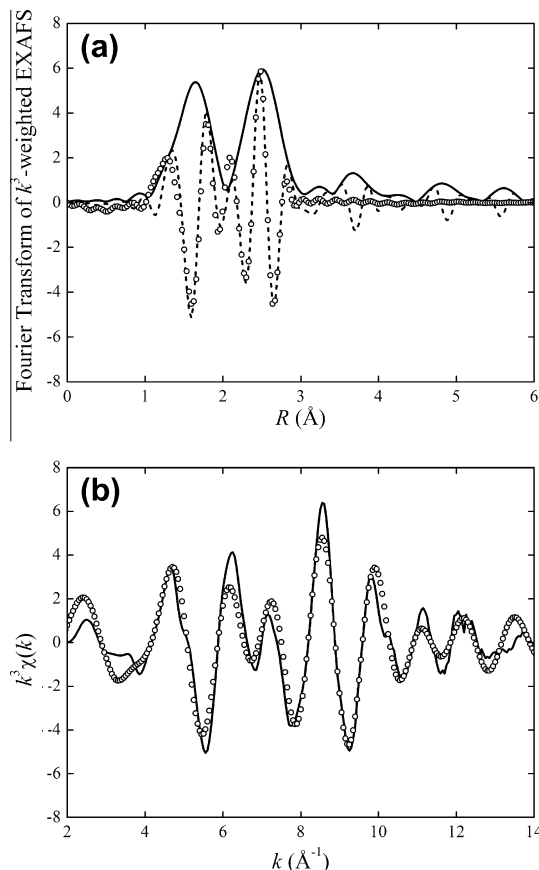 (a)
Fourier Transform of k³-weighted EXAFS
8
6
4
2
0
-2
-4
-6
-8
0 1 2 3 4 5 6
R (Å)
(b)
k³χ(k)
8
6
4
2
0
-2
-4
-6
-8
2 4 6 8 10 12 14
k (Å⁻¹)